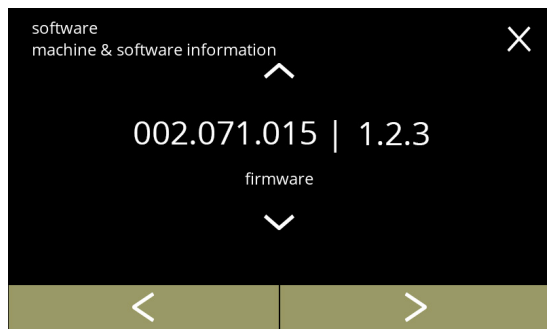 software
machine & software information
002.071.015 | 1.2.3
firmware